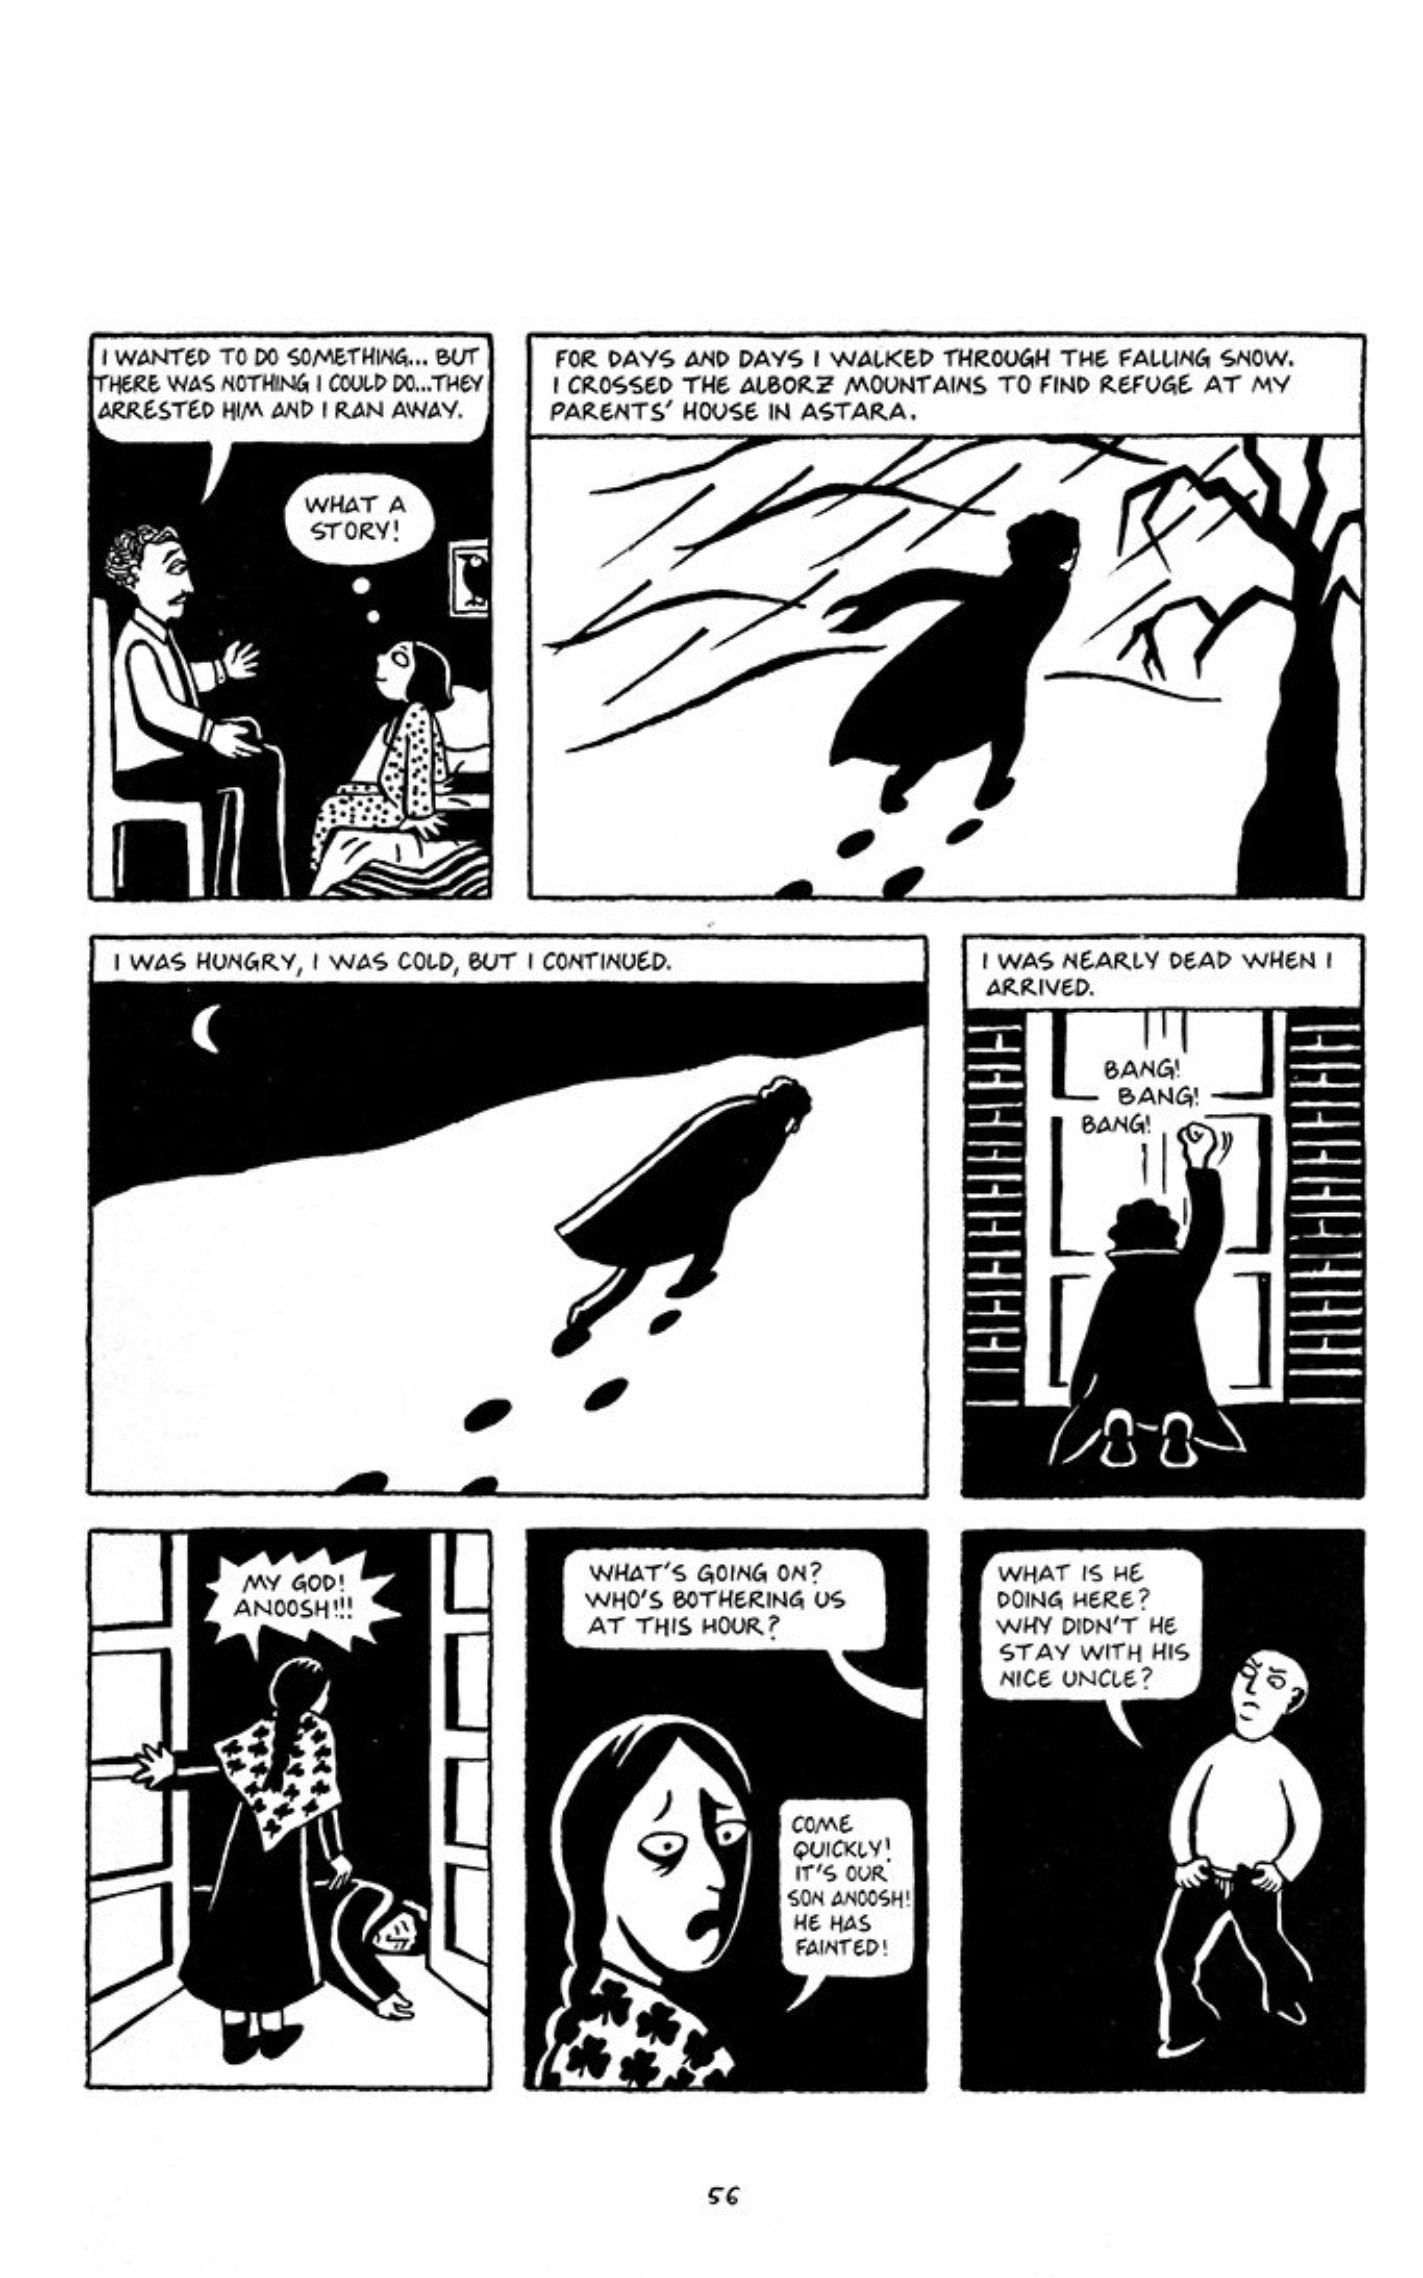 I WANTED TO DO SOMETHING... BUT
THERE WAS NOTHING I COULD DO...THEY
ARRESTED HIM AND I RAN AWAY.
WHAT A
STORY!
FOR DAYS AND DAYS I WALKED THROUGH THE FALLING SNOW.
I CROSSED THE ALBORZ MOUNTAINS TO FIND REFUGE AT MY
PARENTS' HOUSE IN ASTARA.
I WAS HUNGRY, I WAS COLD, BUT I CONTINUED.
I WAS NEARLY DEAD WHEN I
ARRIVED.
BANG!
BANG!
BANG!
MY GOD!
ANOOSH!!!
WHAT'S GOING ON?
WHO'S BOTHERING US
AT THIS HOUR?
COME
QUICKLY!
IT'S OUR
SON ANOOSH!
HE HAS
FAINTED!
WHAT IS HE
DOING HERE?
WHY DIDN'T HE
STAY WITH HIS
NICE UNCLE?
56